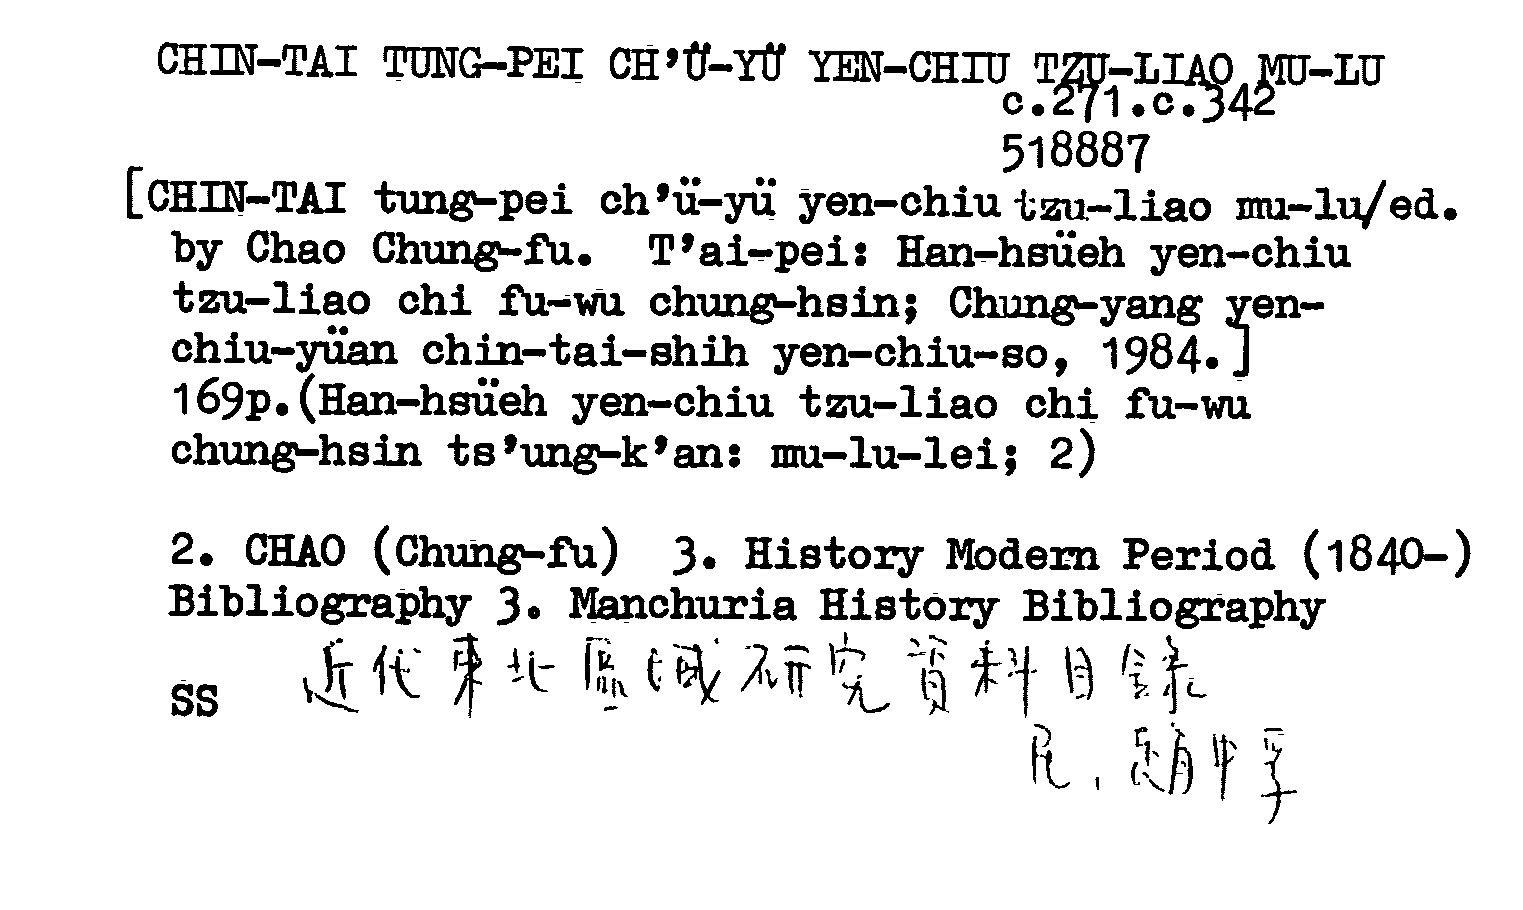 CHIN-TAI TUNG-PEI CH'Ü-YÜ YEN-CHIU TZU-LIAO MU-LU
c.271.c.342
518887
[CHIN-TAI tung-pei ch'ü-yü yen-chiu tzu-liao mu-lu/ed.
by Chao Chung-fu. T'ai-pei: Han-hsüeh yen-chiu
tzu-liao chi fu-wu chung-hsin; Chung-yang yen-
chiu-yüan chin-tai-shih yen-chiu-so, 1984.]
169p.(Han-hsüeh yen-chiu tzu-liao chi fu-wu
chung-hsin ts'ung-k'an: mu-lu-lei; 2)
2. CHAO (Chung-fu) 3. History Modern Period (1840-)
Bibliography 3. Manchuria History Bibliography
SS 近代東北區域研究資料目錄
民、趙中孚